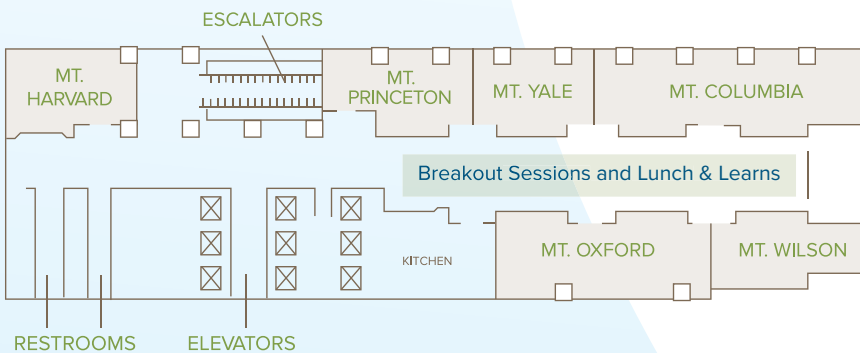 ESCALATORS
MT.
HARVARD
MT.
PRINCETON
MT. YALE
MT. COLUMBIA
Breakout Sessions and Lunch & Learns
MT. OXFORD
MT. WILSON
KITCHEN
RESTROOMS
ELEVATORS